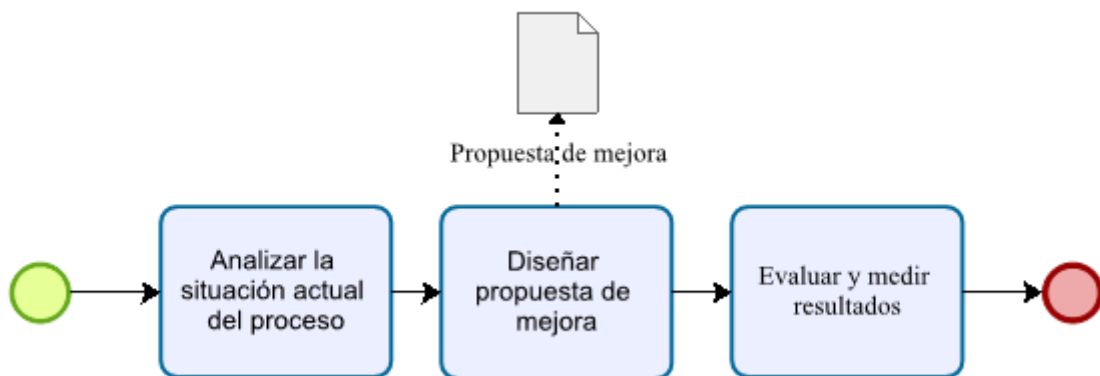 Propuesta de mejora
Analizar la
situación actual
del proceso
Diseñar
propuesta de
mejora
Evaluar y medir
resultados